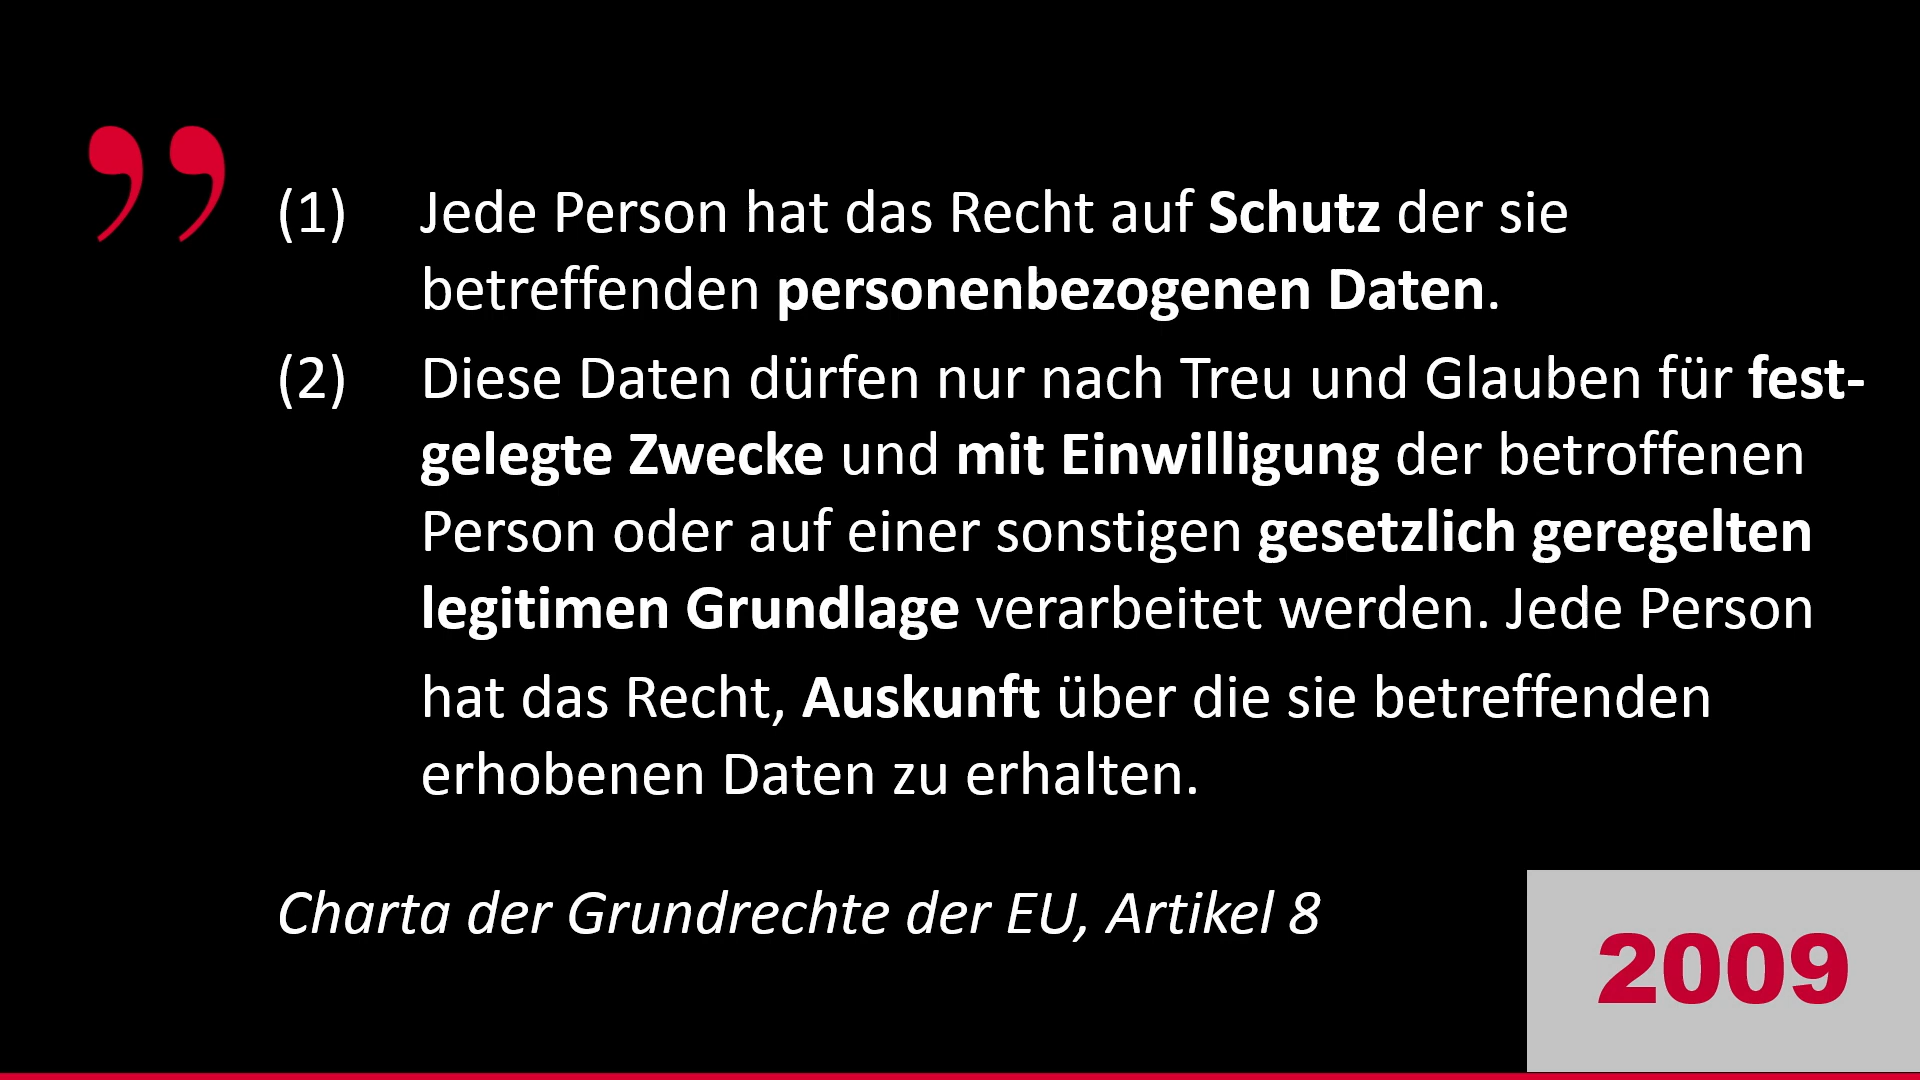 ”
(1) Jede Person hat das Recht auf Schutz der sie
betreffenden personenbezogenen Daten.
(2) Diese Daten dürfen nur nach Treu und Glauben für fest-
gelegte Zwecke und mit Einwilligung der betroffenen
Person oder auf einer sonstigen gesetzlich geregelten
legitimen Grundlage verarbeitet werden. Jede Person
hat das Recht, Auskunft über die sie betreffenden
erhobenen Daten zu erhalten.
Charta der Grundrechte der EU, Artikel 8
2009